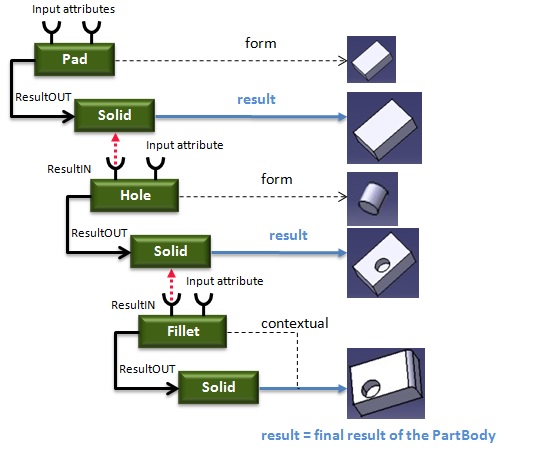 Input attributes
form
Pad
ResultOUT
result
Solid
Input attribute
ResultIN
form
Hole
ResultOUT
result
Solid
Input attribute
ResultIN
contextual
Fillet
ResultOUT
Solid
result = final result of the PartBody